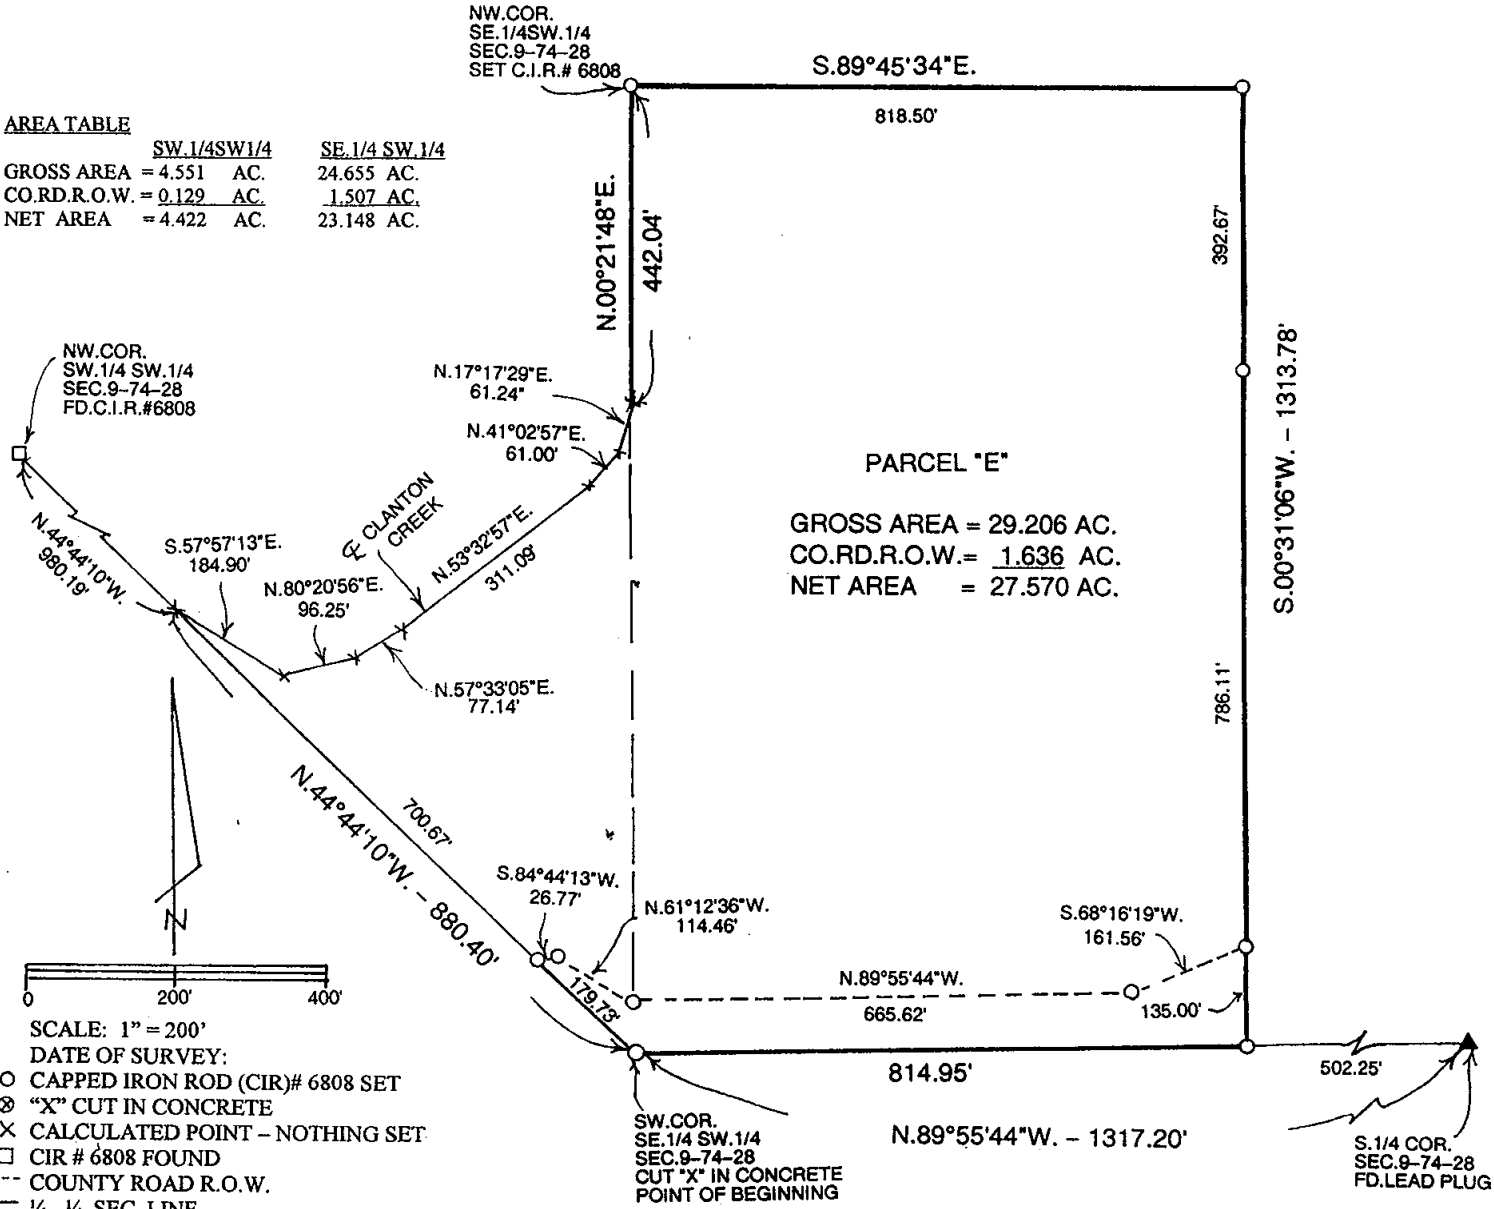 NW.COR.
SE.1/4SW.1/4
SEC.9–74–28
SET C.I.R.# 6808
S.89°45'34"E.
818.50'
AREA TABLE
SW.1/4SW1/4 SE.1/4 SW.1/4
GROSS AREA = 4.551 AC. 24.655 AC.
CO.RD.R.O.W. = 0.129 AC. 1.507 AC.
NET AREA = 4.422 AC. 23.148 AC.
N.00°21'48"E.
442.04'
392.67'
S.00°31'06"W. – 1313.78'
NW.COR.
SW.1/4 SW.1/4
SEC.9–74–28
FD.C.I.R.#6808
N.17°17'29"E.
61.24"
N.41°02'57"E.
61.00'
℄ CLANTON
CREEK
N.53°32'57"E.
311.09'
N.44°44'10"W.
980.19'
S.57°57'13"E.
184.90'
N.80°20'56"E.
96.25'
N.57°33'05"E.
77.14'
PARCEL "E"
GROSS AREA = 29.206 AC.
CO.RD.R.O.W.= 1.636 AC.
NET AREA = 27.570 AC.
786.11'
700.67'
N.44°44'10"W. – 880.40'
S.84°44'13"W.
26.77'
N.61°12'36"W.
114.46'
179.73'
N.89°55'44"W.
665.62'
S.68°16'19"W.
161.56'
135.00'
N
0 200' 400'
SCALE: 1" = 200'
DATE OF SURVEY:
CAPPED IRON ROD (CIR)# 6808 SET
"X" CUT IN CONCRETE
CALCULATED POINT – NOTHING SET
CIR # 6808 FOUND
COUNTY ROAD R.O.W.
¼ ¼ SEC. LINE
814.95'
502.25'
SW.COR.
SE.1/4 SW.1/4
SEC.9–74–28
CUT "X" IN CONCRETE
POINT OF BEGINNING
N.89°55'44"W. – 1317.20'
S.1/4 COR.
SEC.9–74–28
FD.LEAD PLUG